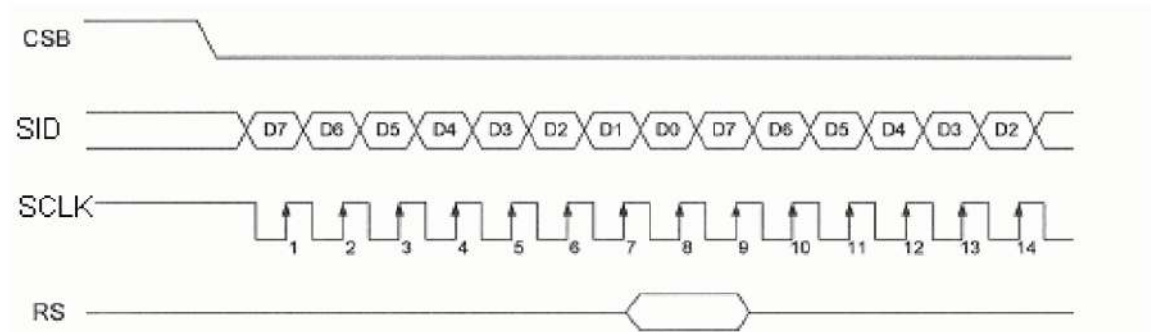 CSB
SID D7 D6 D5 D4 D3 D2 D1 D0 D7 D6 D5 D4 D3 D2
SCLK
1 2 3 4 5 6 7 8 9 10 11 12 13 14
RS